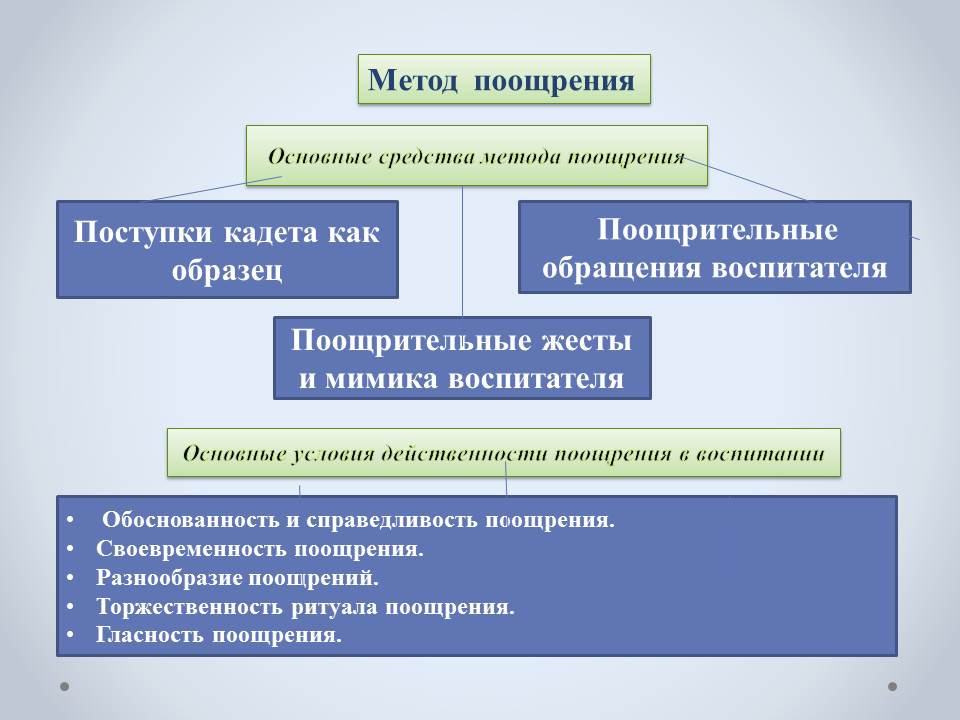 Метод поощрения
Основные средства метода поощрения
Поступки кадета как
образец
Поощрительные
обращения воспитателя
Поощрительные жесты
и мимика воспитателя
Основные условия действенности поощрения в воспитании
• Обоснованность и справедливость поощрения.
• Своевременность поощрения.
• Разнообразие поощрений.
• Торжественность ритуала поощрения.
• Гласность поощрения.